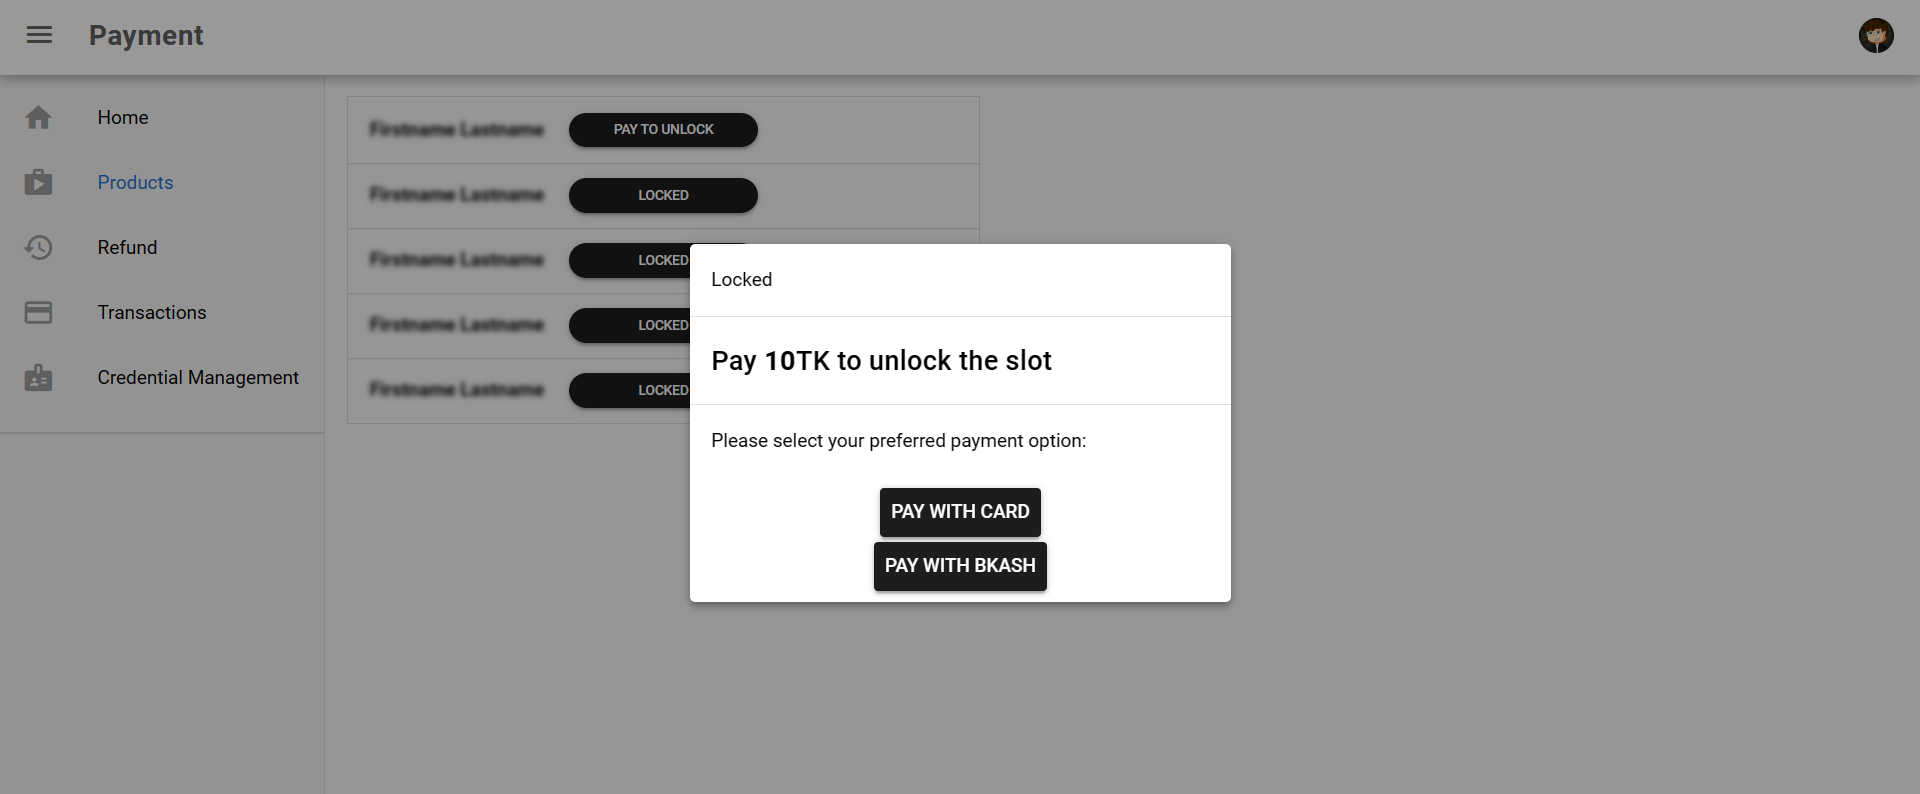 Payment
Home
Products
Refund
Transactions
Credential Management
Firstname Lastname PAY TO UNLOCK
Firstname Lastname LOCKED
Firstname Lastname LOCKED
Firstname Lastname LOCKED
Firstname Lastname LOCKED
Locked
Pay 10TK to unlock the slot
Please select your preferred payment option:
PAY WITH CARD
PAY WITH BKASH